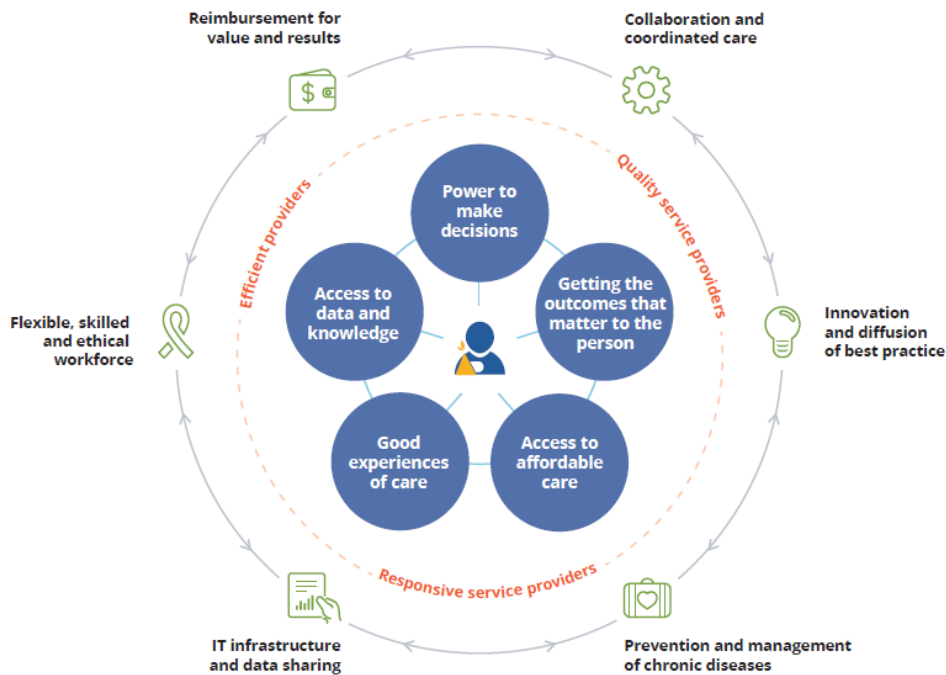 Reimbursement for
value and results
Collaboration and
coordinated care
Efficient providers
Quality service providers
Power to
make
decisions
Access to
data and
knowledge
Getting the
outcomes that
matter to the
person
Flexible, skilled
and ethical
workforce
Innovation
and diffusion
of best practice
Good
experiences
of care
Access to
affordable
care
Responsive service providers
IT infrastructure
and data sharing
Prevention and management
of chronic diseases
$